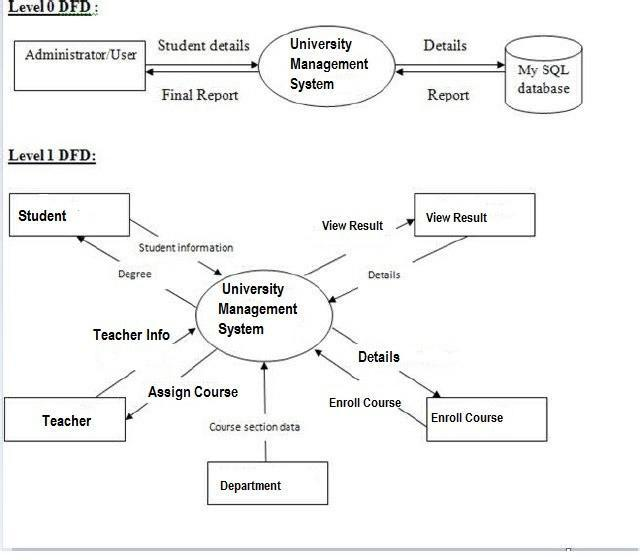 Level 0 DFD :
Administrator/User
Student details
University
Management
System
Details
My SQL
database
Final Report
Report
Level 1 DFD:
Student
View Result
View Result
Student information
Degree
Details
University
Management
System
Teacher Info
Details
Assign Course
Enroll Course
Teacher
Enroll Course
Course section data
Department